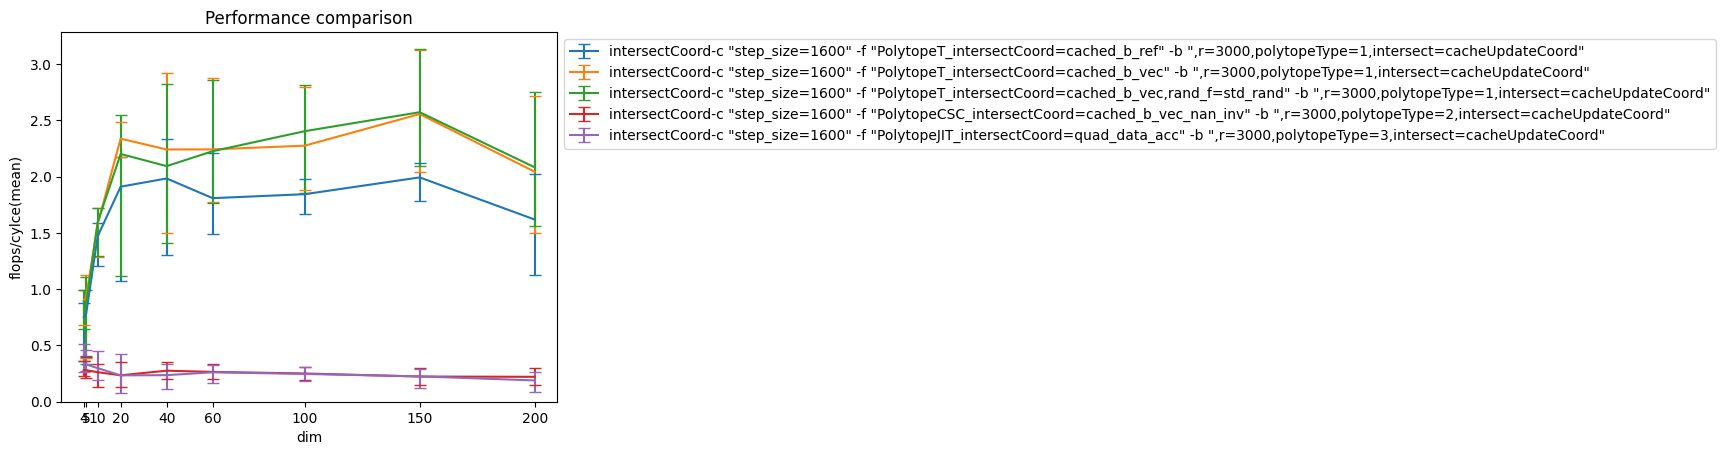 Performance comparison
flops/cylce(mean)
3.0
2.5
2.0
1.5
1.0
0.5
0.0
4 5 10 20 40 60 100 150 200
dim
intersectCoord-c "step_size=1600" -f "PolytopeT_intersectCoord=cached_b_ref" -b ",r=3000,polytopeType=1,intersect=cacheUpdateCoord"
intersectCoord-c "step_size=1600" -f "PolytopeT_intersectCoord=cached_b_vec" -b ",r=3000,polytopeType=1,intersect=cacheUpdateCoord"
intersectCoord-c "step_size=1600" -f "PolytopeT_intersectCoord=cached_b_vec,rand_f=std_rand" -b ",r=3000,polytopeType=1,intersect=cacheUpdateCoord"
intersectCoord-c "step_size=1600" -f "PolytopeCSC_intersectCoord=cached_b_vec_nan_inv" -b ",r=3000,polytopeType=2,intersect=cacheUpdateCoord"
intersectCoord-c "step_size=1600" -f "PolytopeJIT_intersectCoord=quad_data_acc" -b ",r=3000,polytopeType=3,intersect=cacheUpdateCoord"